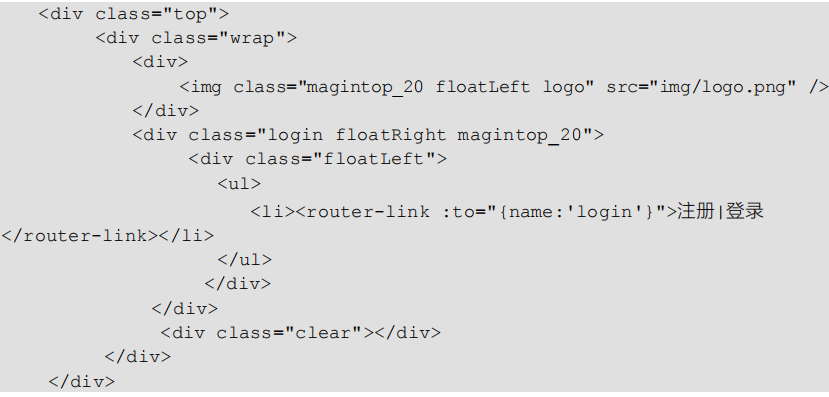 <div class="top">
<div class="wrap">
<div>
<img class="magintop_20 floatLeft logo" src="img/logo.png" />
</div>
<div class="login floatRight magintop_20">
<div class="floatLeft">
<ul>
<li><router-link :to="{name:'login'}">注册|登录
</router-link></li>
</ul>
</div>
</div>
<div class="clear"></div>
</div>
</div>